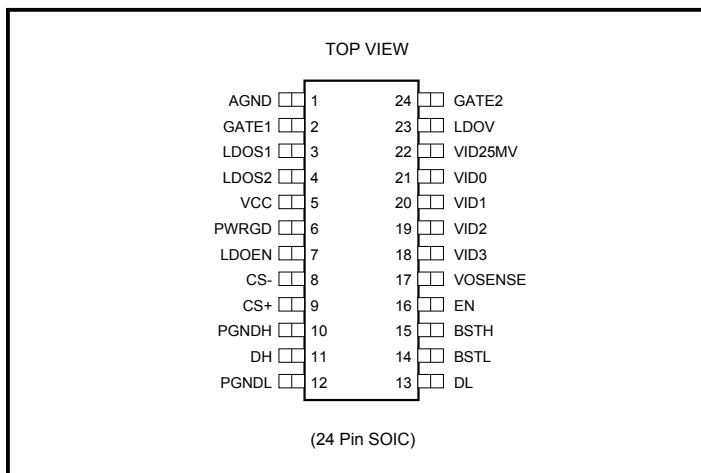 TOP VIEW
AGND 1 24 GATE2
GATE1 2 23 LDOV
LDOS1 3 22 VID25MV
LDOS2 4 21 VID0
VCC 5 20 VID1
PWRGD 6 19 VID2
LDOEN 7 18 VID3
CS- 8 17 VOSENSE
CS+ 9 16 EN
PGNDH 10 15 BSTH
DH 11 14 BSTL
PGNDL 12 13 DL
(24 Pin SOIC)